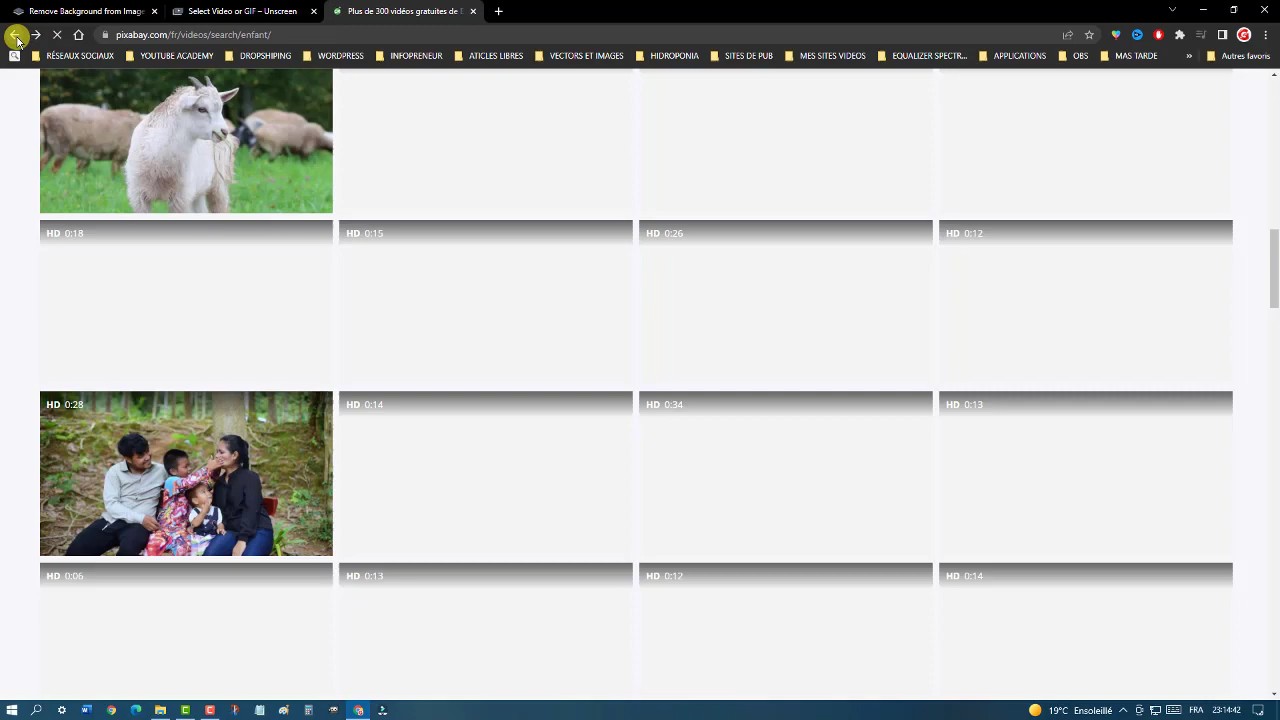 Remove Background from Image
Select Video or GIF – Unscreen
Plus de 300 vidéos gratuites de E
pixabay.com/fr/videos/search/enfant/
RÉSEAUX SOCIAUX
YOUTUBE ACADEMY
DROPSHIPING
WORDPRESS
INFOPRENEUR
ATICLES LIBRES
VECTORS ET IMAGES
HIDROPONIA
SITES DE PUB
MES SITES VIDEOS
EQUALIZER SPECTR...
APPLICATIONS
OBS
MAS TARDE
»
Autres favoris
HD 0:18
HD 0:15
HD 0:26
HD 0:12
HD 0:28
HD 0:14
HD 0:34
HD 0:13
HD 0:06
HD 0:13
HD 0:12
HD 0:14
19°C Ensoleillé
FRA
23:14:42